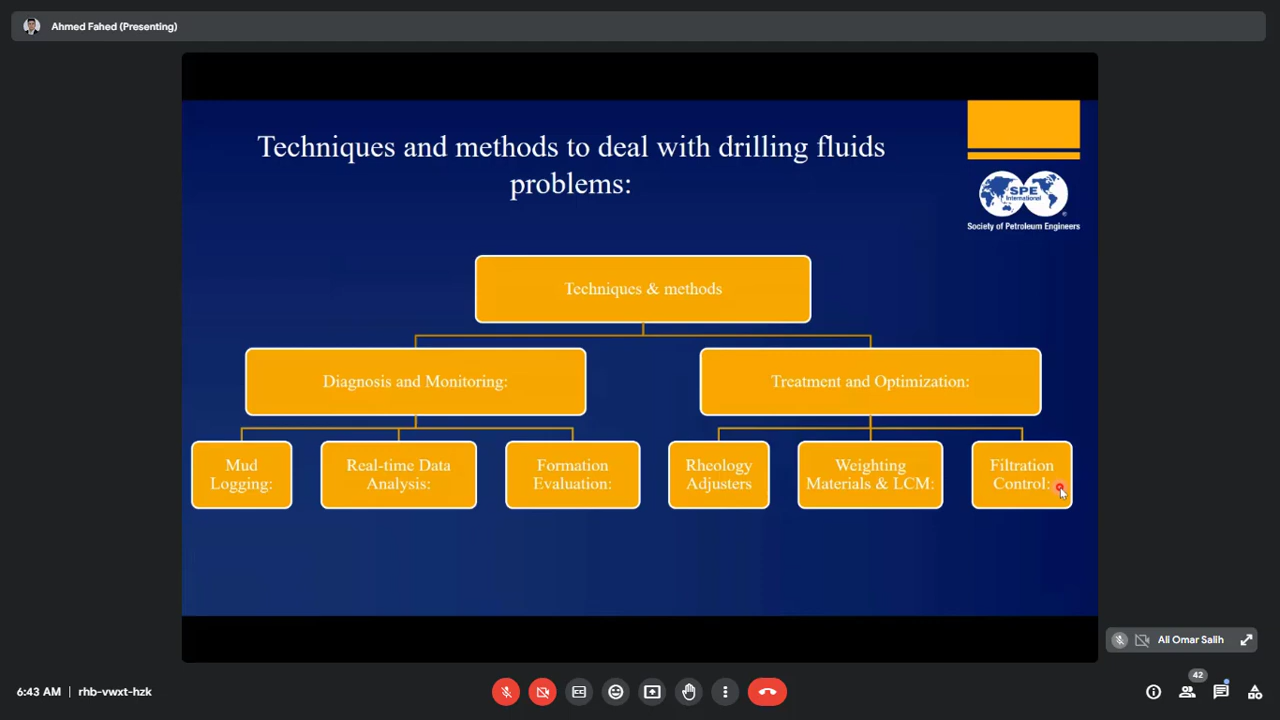 Ahmed Fahed (Presenting)
Techniques and methods to deal with drilling fluids
problems:
SPE
International
Society of Petroleum Engineers
Techniques & methods
Diagnosis and Monitoring:
Treatment and Optimization:
Mud
Logging:
Real-time Data
Analysis:
Formation
Evaluation:
Rheology
Adjusters
Weighting
Materials & LCM:
Filtration
Control:
Ali Omar Salih
6:43 AM | rhb-vwxt-hzk
42